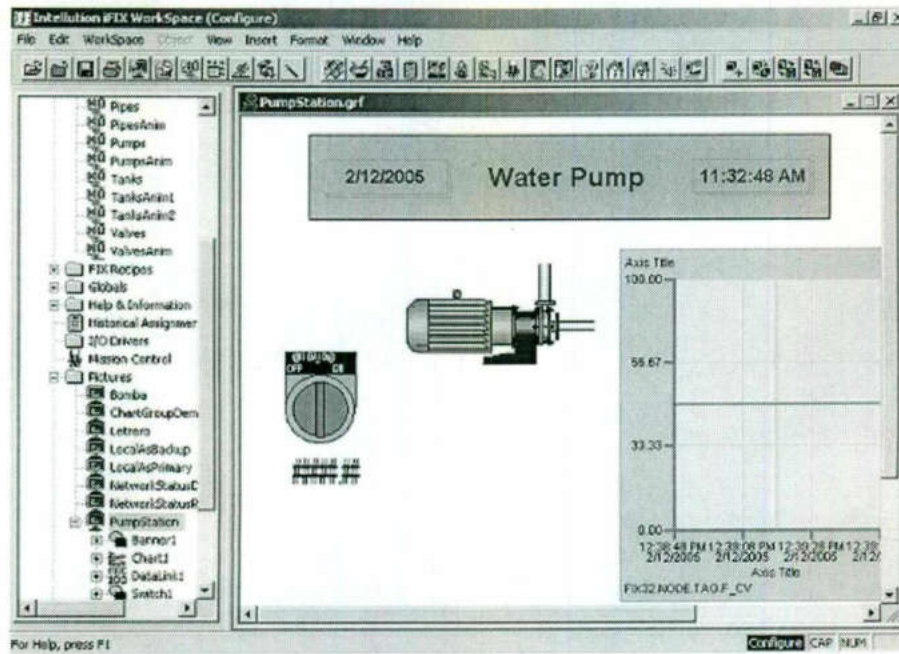 Intellution iFIX WorkSpace (Configure)
File Edit WorkSpace Object View Insert Format Window Help
Pipes
PipesAnim
Pumps
PumpsAnim
Tanks
TanksAnim1
TanksAnim2
Valves
ValvesAnim
FIX Recipes
Globals
Help & Information
Historical Assignmer
I/O Drivers
Mission Control
Pictures
Bomba
ChartGroupDem
Letrero
LocalAsBackup
LocalAsPrimary
NetworkStatusD
NetworkStatusR
PumpStation
Banner1
Chart1
DataLink1
Switch1
PumpStation.grf
2/12/2005 Water Pump 11:32:48 AM
OFF ON
Axis Title
100.00
66.67
33.33
0.00
12:38:48 PM 12:39:08 PM 12:39:28 PM 12:39:
2/12/2005 2/12/2005 2/12/2005 2/12
Axis Title
FIX32.NODE.TAG.F_CV
For Help, press F1
Configure CAP NUM